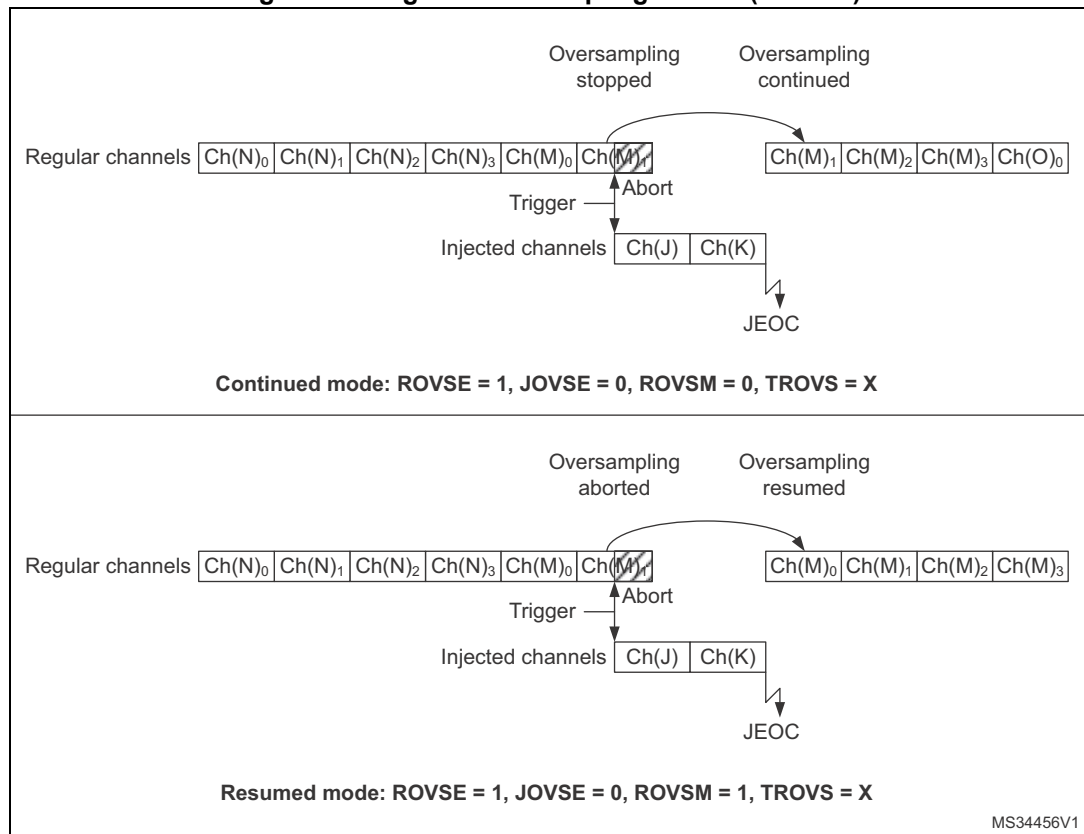 Oversampling stopped
Oversampling continued
Regular channels Ch(N)₀ Ch(N)₁ Ch(N)₂ Ch(N)₃ Ch(M)₀ Ch(M)₁ Ch(M)₁ Ch(M)₂ Ch(M)₃ Ch(O)₀
Abort
Trigger
Injected channels Ch(J) Ch(K)
JEOC
Continued mode: ROVSE = 1, JOVSE = 0, ROVSM = 0, TROVS = X
Oversampling aborted
Oversampling resumed
Regular channels Ch(N)₀ Ch(N)₁ Ch(N)₂ Ch(N)₃ Ch(M)₀ Ch(M)₁ Ch(M)₀ Ch(M)₁ Ch(M)₂ Ch(M)₃
Abort
Trigger
Injected channels Ch(J) Ch(K)
JEOC
Resumed mode: ROVSE = 1, JOVSE = 0, ROVSM = 1, TROVS = X
MS34456V1